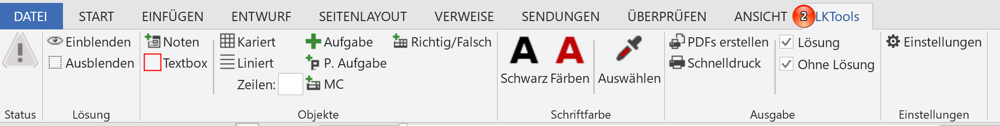 DATEI START EINFÜGEN ENTWURF SEITENLAYOUT VERWEISE SENDUNGEN ÜBERPRÜFEN ANSICHT 2 LKTools
Einblenden Noten Kariert Aufgabe Richtig/Falsch A A PDFs erstellen Lösung Einstellungen
Ausblenden Textbox Liniert P. Aufgabe Schnelldruck Ohne Lösung
Zeilen: MC Schwarz Färben Auswählen
Status Lösung Objekte Schriftfarbe Ausgabe Einstellungen